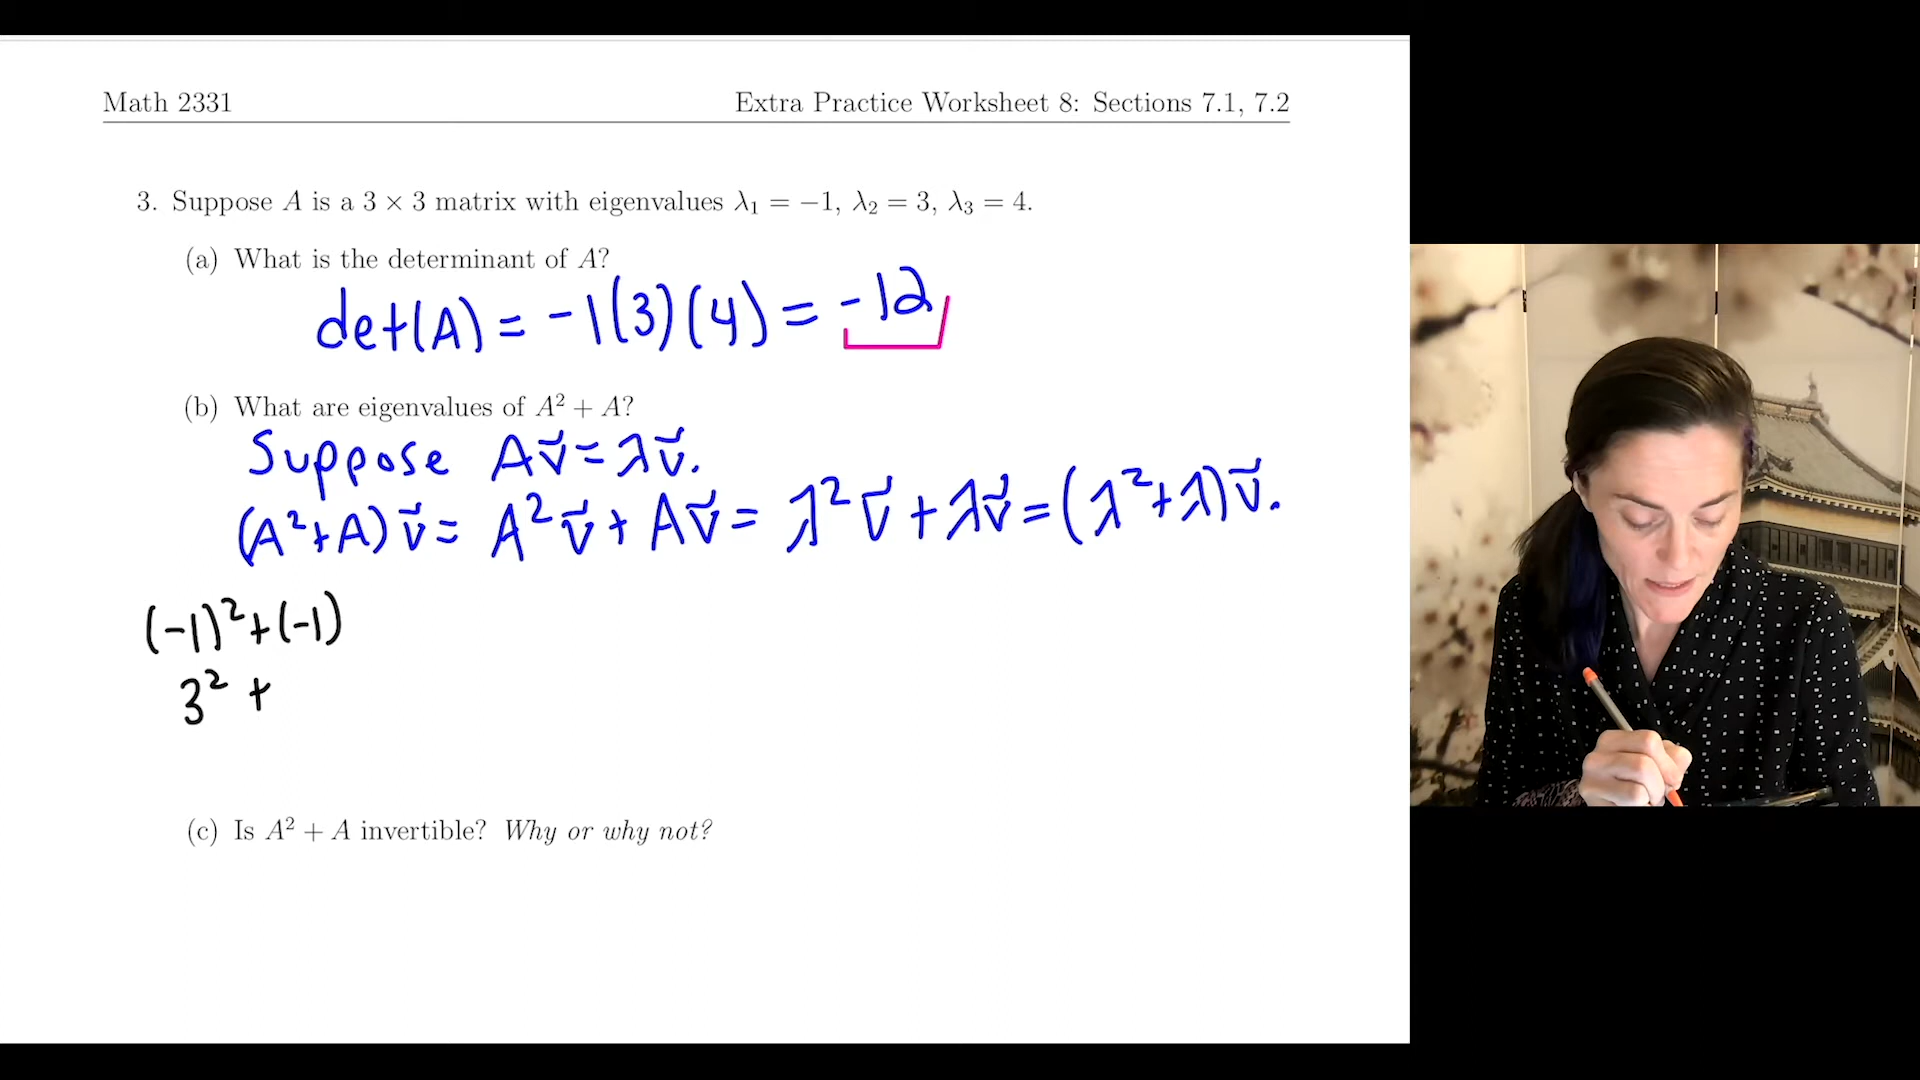 Math 2331 Extra Practice Worksheet 8: Sections 7.1, 7.2
3. Suppose A is a 3 × 3 matrix with eigenvalues λ₁ = −1, λ₂ = 3, λ₃ = 4.
(a) What is the determinant of A?
det(A) = -1(3)(4) = -12
(b) What are eigenvalues of A² + A?
Suppose Av⃗ = λv⃗.
(A²+A)v⃗ = A²v⃗ + Av⃗ = λ²v⃗ + λv⃗ = (λ²+λ)v⃗.
(-1)²+(-1)
3² +
(c) Is A² + A invertible? Why or why not?